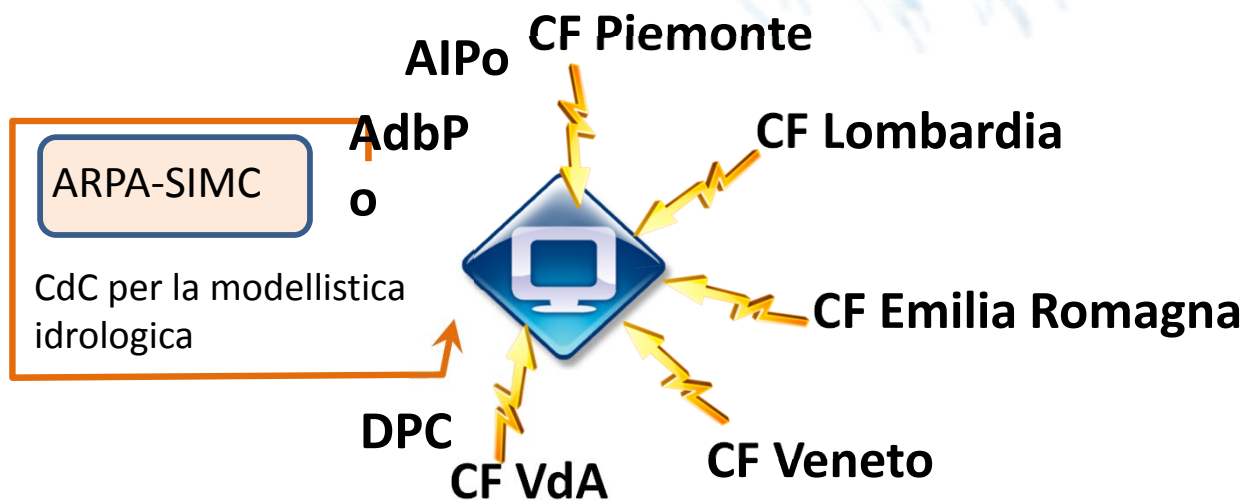 CF Piemonte
AIPo
AdbP
o
CF Lombardia
ARPA-SIMC
CdC per la modellistica
idrologica
CF Emilia Romagna
DPC
CF VdA
CF Veneto